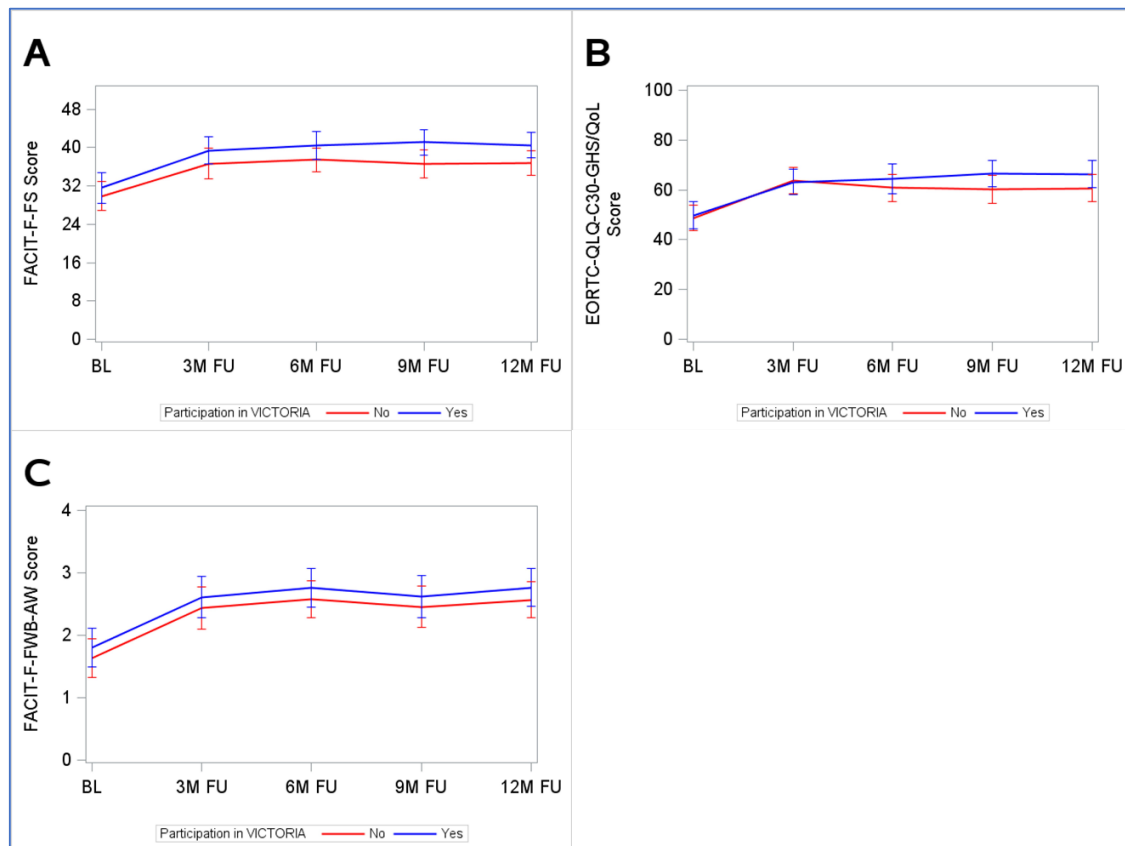 A
FACIT-F-FS Score
48
40
32
24
16
8
0
BL 3M FU 6M FU 9M FU 12M FU
Participation in VICTORIA No Yes
B
EORTC-QLQ-C30-GHS/QoL
Score
100
80
60
40
20
0
BL 3M FU 6M FU 9M FU 12M FU
Participation in VICTORIA No Yes
C
FACIT-F-FWB-AW Score
4
3
2
1
0
BL 3M FU 6M FU 9M FU 12M FU
Participation in VICTORIA No Yes